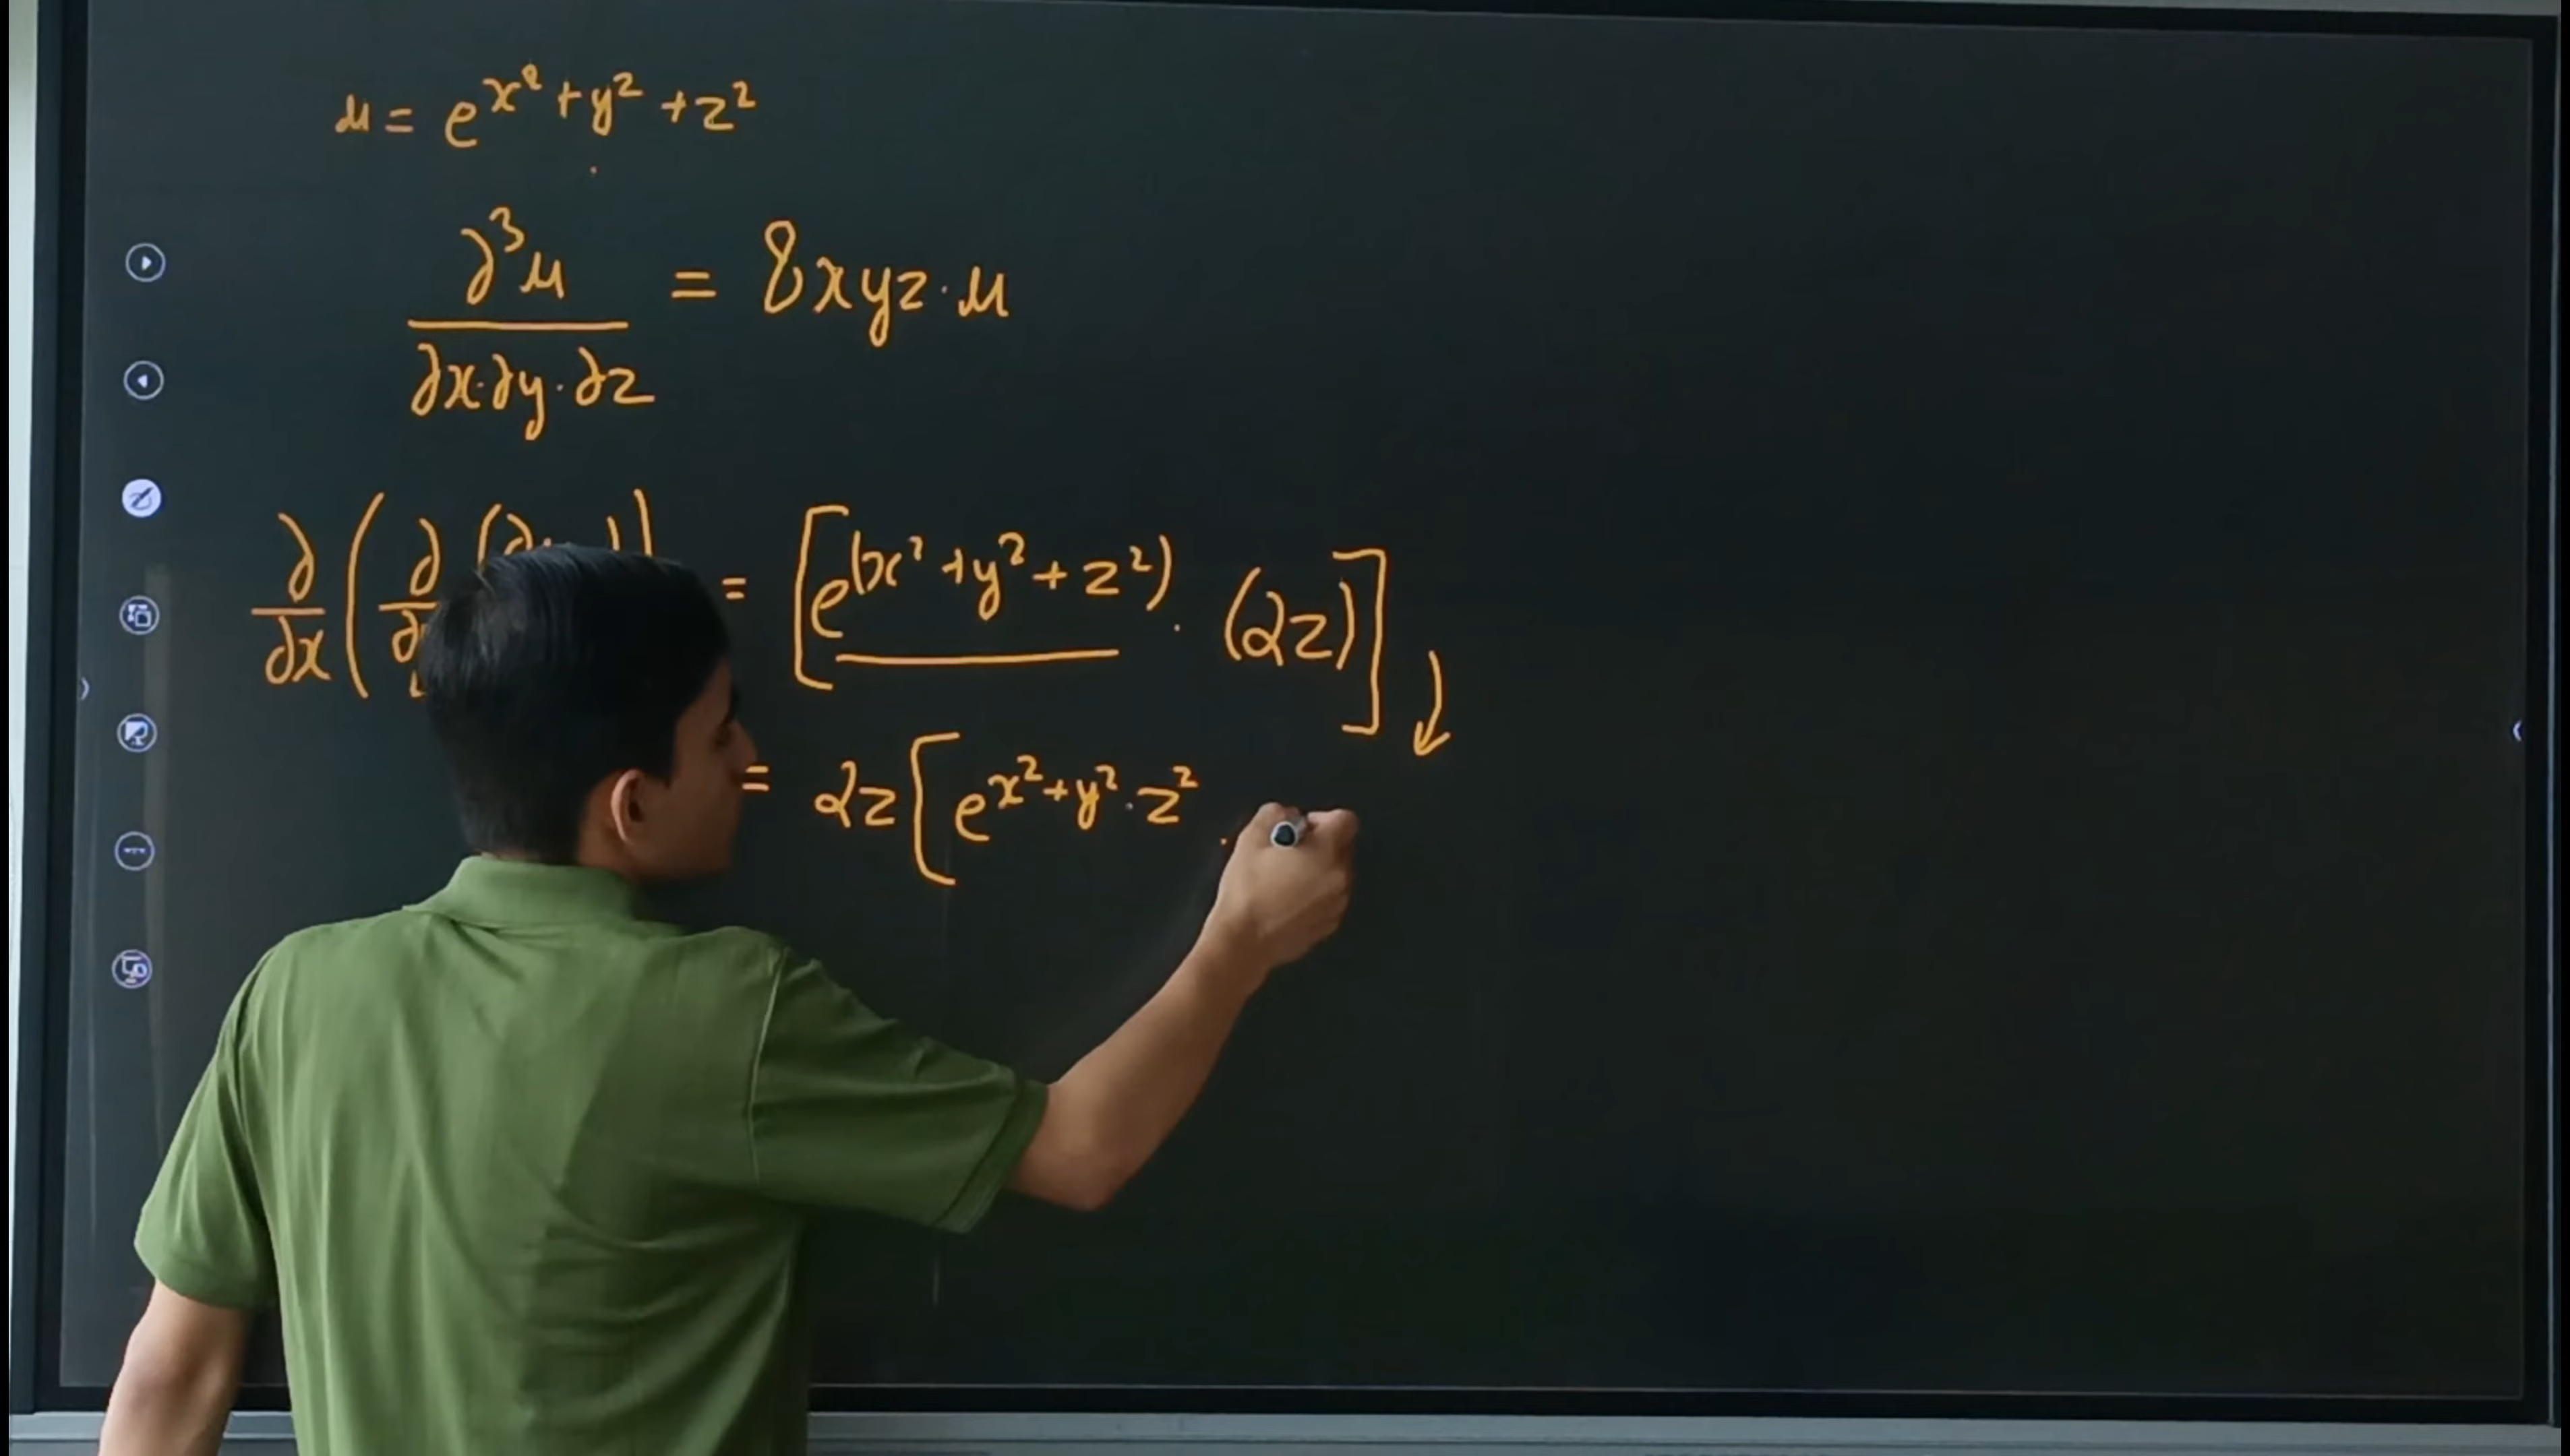 u = e^{x² + y² + z²}
∂³u / ∂x·∂y·∂z = 8xyz·u
∂/∂x ( ∂/∂ ( ∂ ) ) = [ e^{(x² + y² + z²)} · (2z) ]
= 2z [ e^{x² + y² · z²} ·